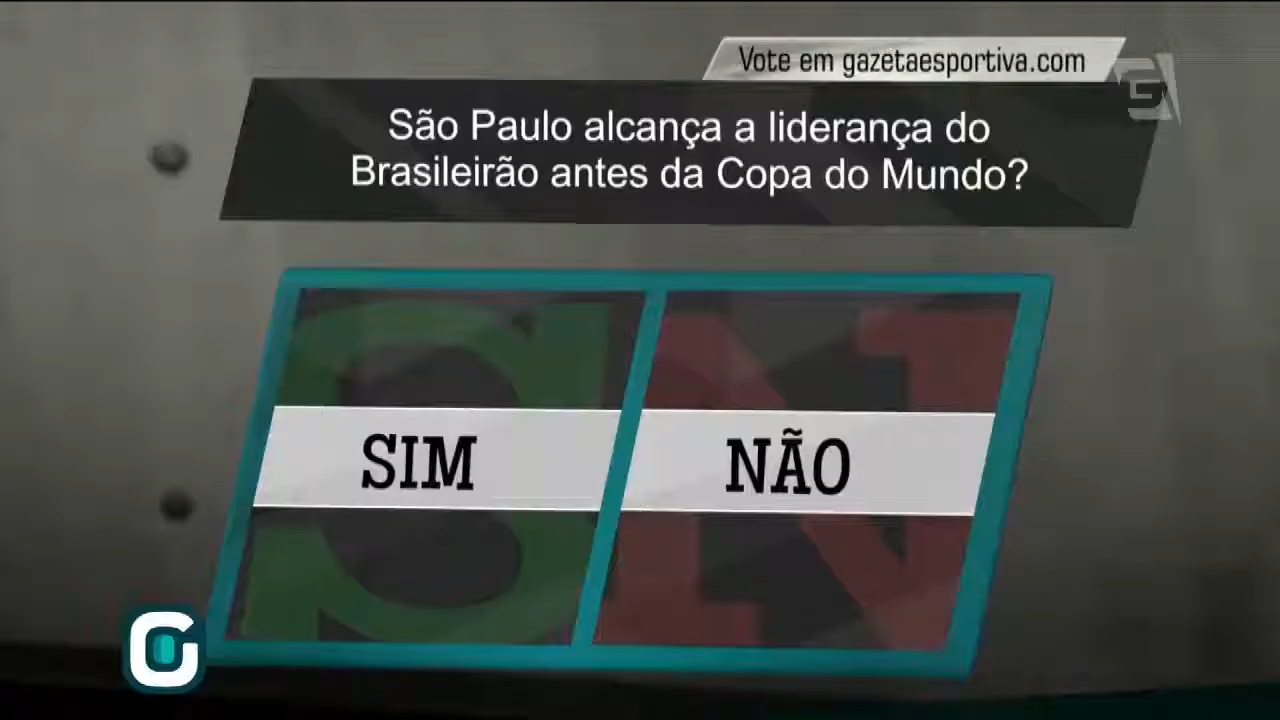 Vote em gazetaesportiva.com
São Paulo alcança a liderança do
Brasileirão antes da Copa do Mundo?
SIM
NÃO